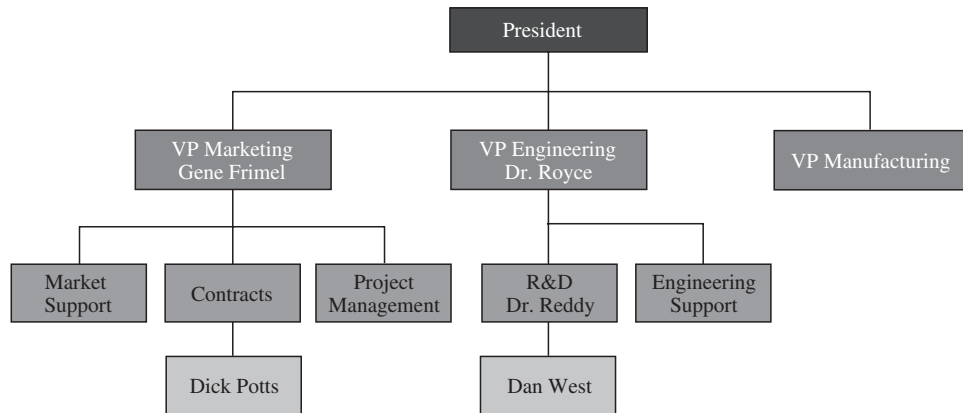 President
VP Marketing
Gene Frimel
VP Engineering
Dr. Royce
VP Manufacturing
Market
Support
Contracts
Project
Management
R&D
Dr. Reddy
Engineering
Support
Dick Potts
Dan West